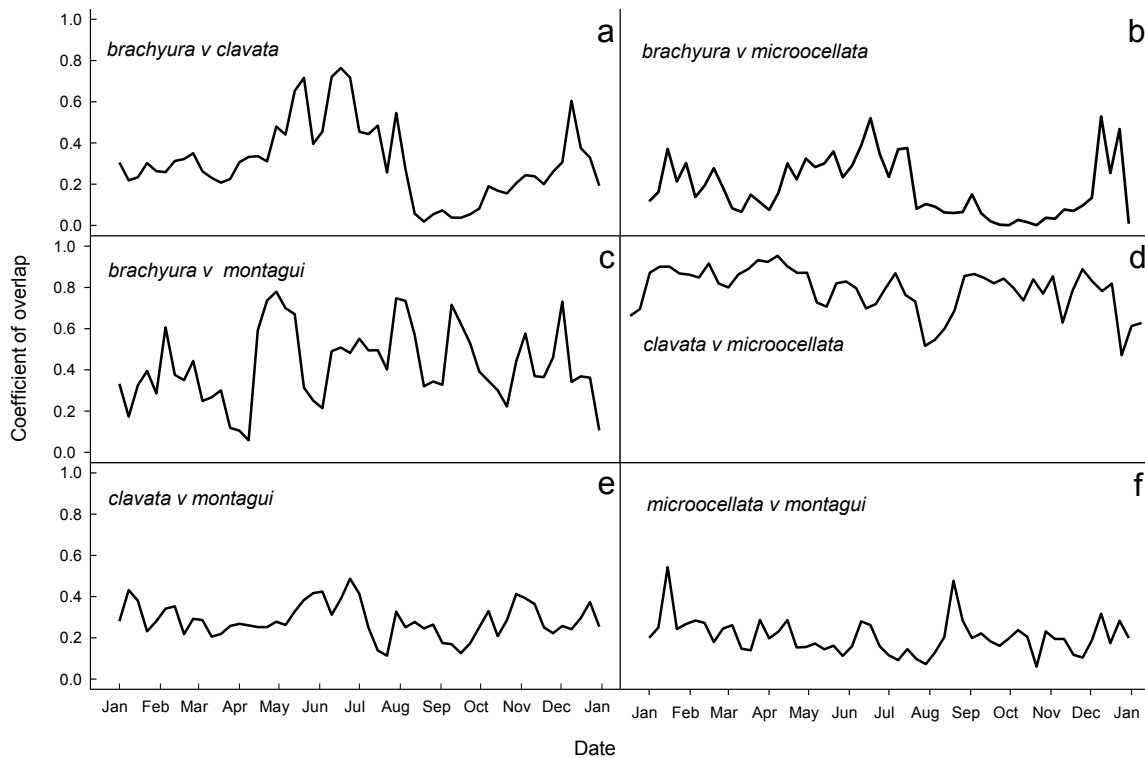 1.0
0.8
0.6
0.4
0.2
0.0
brachyura v clavata
a
brachyura v microocellata
b
1.0
0.8
0.6
0.4
0.2
0.0
brachyura v  montagui
c
clavata v microocellata
d
Coefficient of overlap
1.0
0.8
0.6
0.4
0.2
0.0
clavata v montagui
e
microocellata v montagui
f
Jan Feb Mar Apr May Jun Jul Aug Sep Oct Nov Dec Jan
Jan Feb Mar Apr May Jun Jul Aug Sep Oct Nov Dec Jan
Date